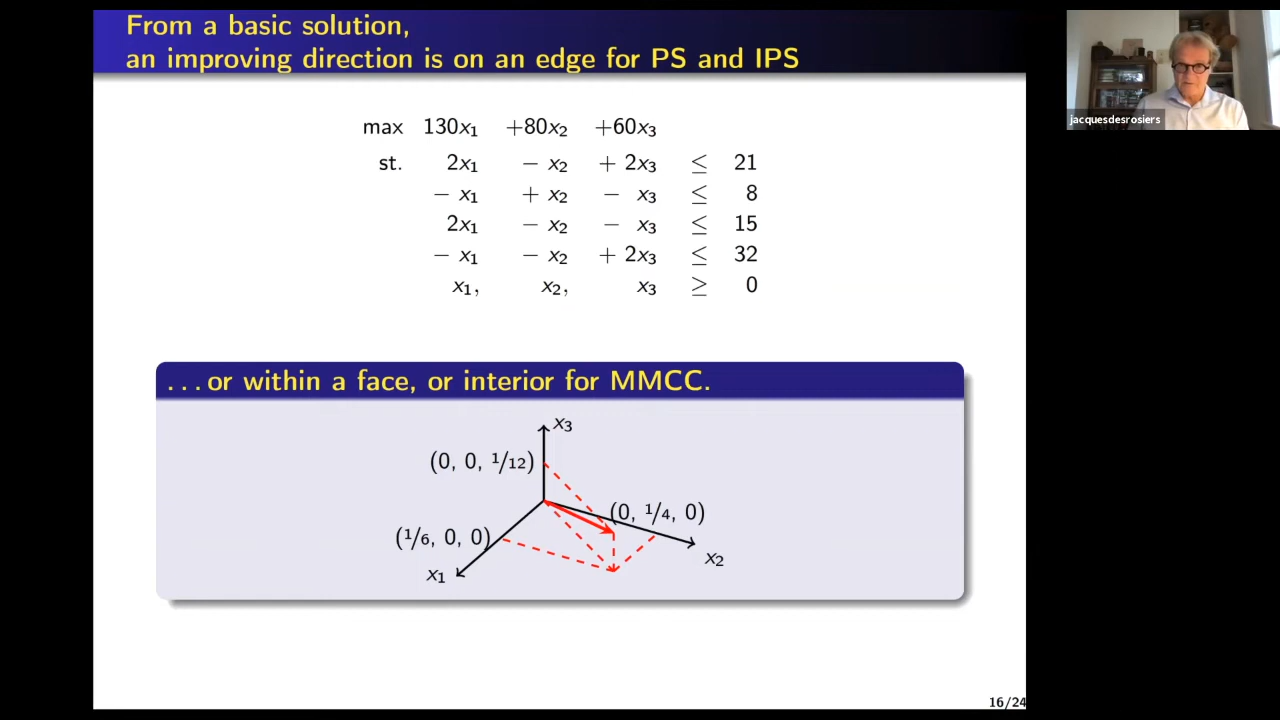 From a basic solution,
an improving direction is on an edge for PS and IPS
max 130x₁ +80x₂ +60x₃
st. 2x₁ − x₂ + 2x₃ ≤ 21
− x₁ + x₂ − x₃ ≤ 8
2x₁ − x₂ − x₃ ≤ 15
− x₁ − x₂ + 2x₃ ≤ 32
x₁, x₂, x₃ ≥ 0
...or within a face, or interior for MMCC.
x₃
(0, 0, 1/12)
(0, 1/4, 0)
(1/6, 0, 0)
x₂
x₁
16/24
jacquesdesrosiers